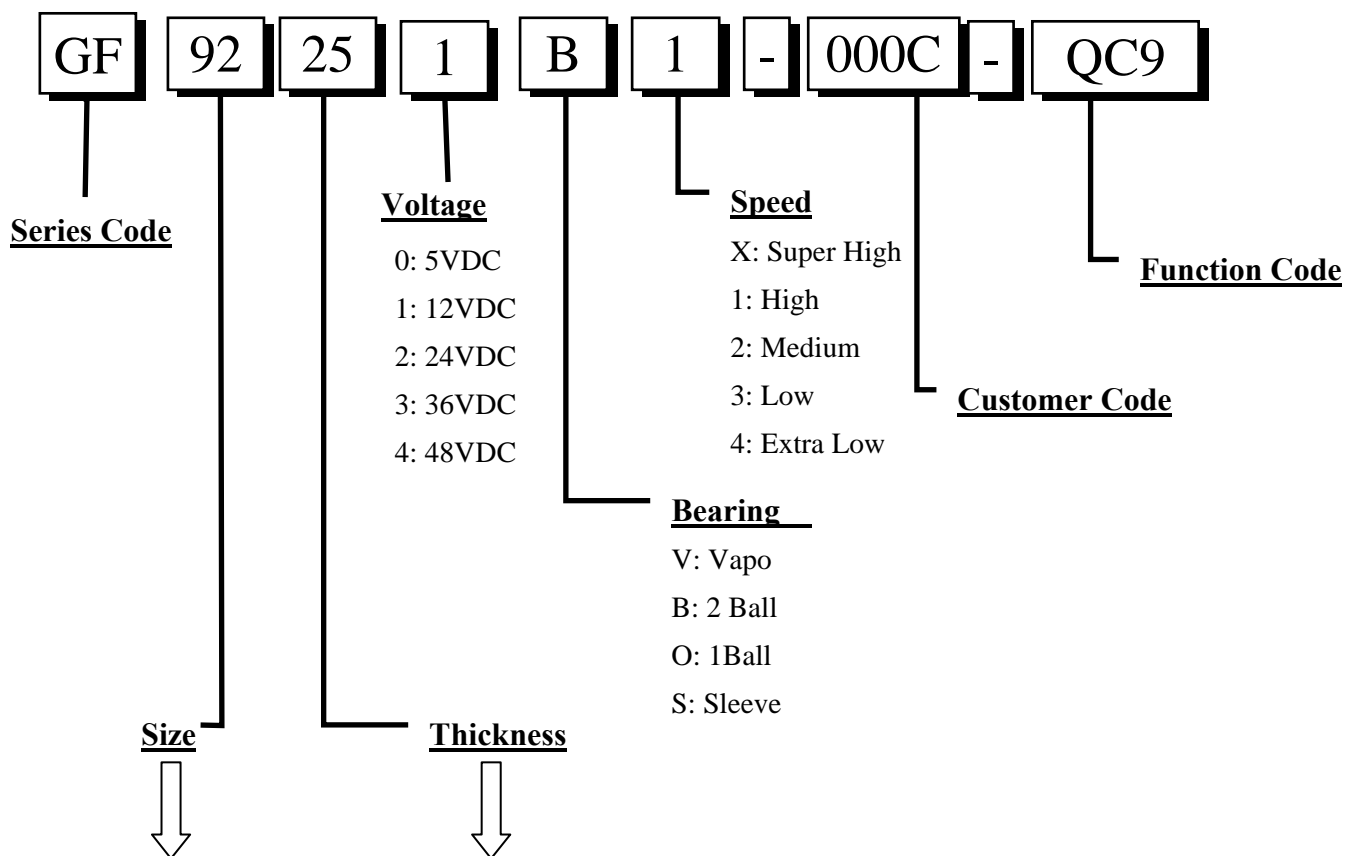 GF 92 25 1 B 1 - 000C - QC9
Series Code
Voltage
0: 5VDC
1: 12VDC
2: 24VDC
3: 36VDC
4: 48VDC
Speed
X: Super High
1: High
2: Medium
3: Low
4: Extra Low
Function Code
Customer Code
Bearing
V: Vapo
B: 2 Ball
O: 1Ball
S: Sleeve
Size
Thickness